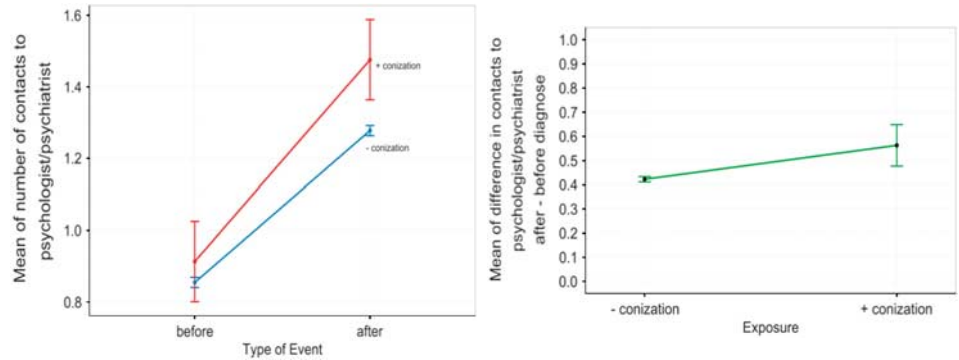 Mean of number of contacts to
psychologist/psychiatrist
1.6
1.4
1.2
1.0
0.8
+ conization
- conization
before
after
Type of Event
Mean of difference in contacts to
psychologist/psychiatrist
after - before diagnose
1.0
0.9
0.8
0.7
0.6
0.5
0.4
0.3
0.2
0.1
0.0
- conization
+ conization
Exposure